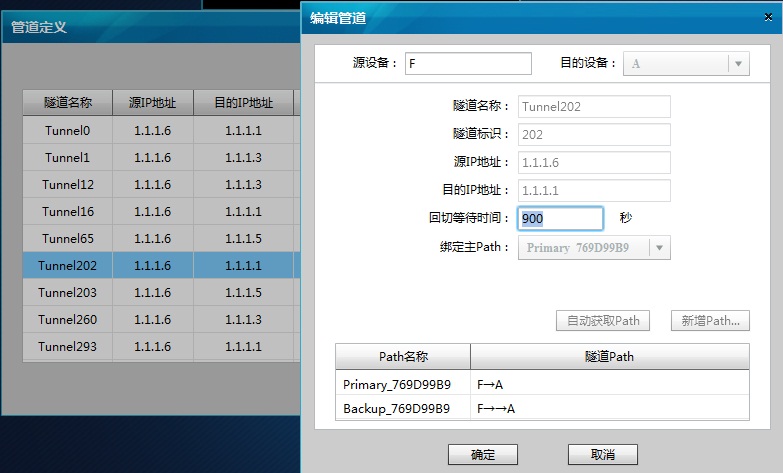 管道定义
隧道名称 源IP地址 目的IP地址
Tunnel0 1.1.1.6 1.1.1.1
Tunnel1 1.1.1.6 1.1.1.3
Tunnel12 1.1.1.6 1.1.1.3
Tunnel16 1.1.1.6 1.1.1.1
Tunnel65 1.1.1.6 1.1.1.5
Tunnel202 1.1.1.6 1.1.1.1
Tunnel203 1.1.1.6 1.1.1.5
Tunnel260 1.1.1.6 1.1.1.3
Tunnel293 1.1.1.6 1.1.1.1
编辑管道
源设备： F 目的设备： A
隧道名称： Tunnel202
隧道标识： 202
源IP地址： 1.1.1.6
目的IP地址： 1.1.1.1
回切等待时间： 900 秒
绑定主Path： Primary_769D99B9
自动获取Path 新增Path...
Path名称 隧道Path
Primary_769D99B9 F→A
Backup_769D99B9 F→→A
确定 取消